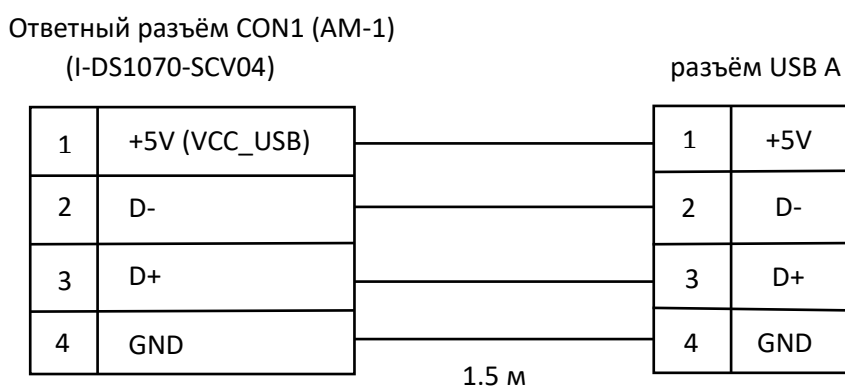 Ответный разъём CON1 (AM-1)
(I-DS1070-SCV04)
разъём USB A
1 +5V (VCC_USB) 1 +5V
2 D- 2 D-
3 D+ 3 D+
4 GND 4 GND
1.5 м